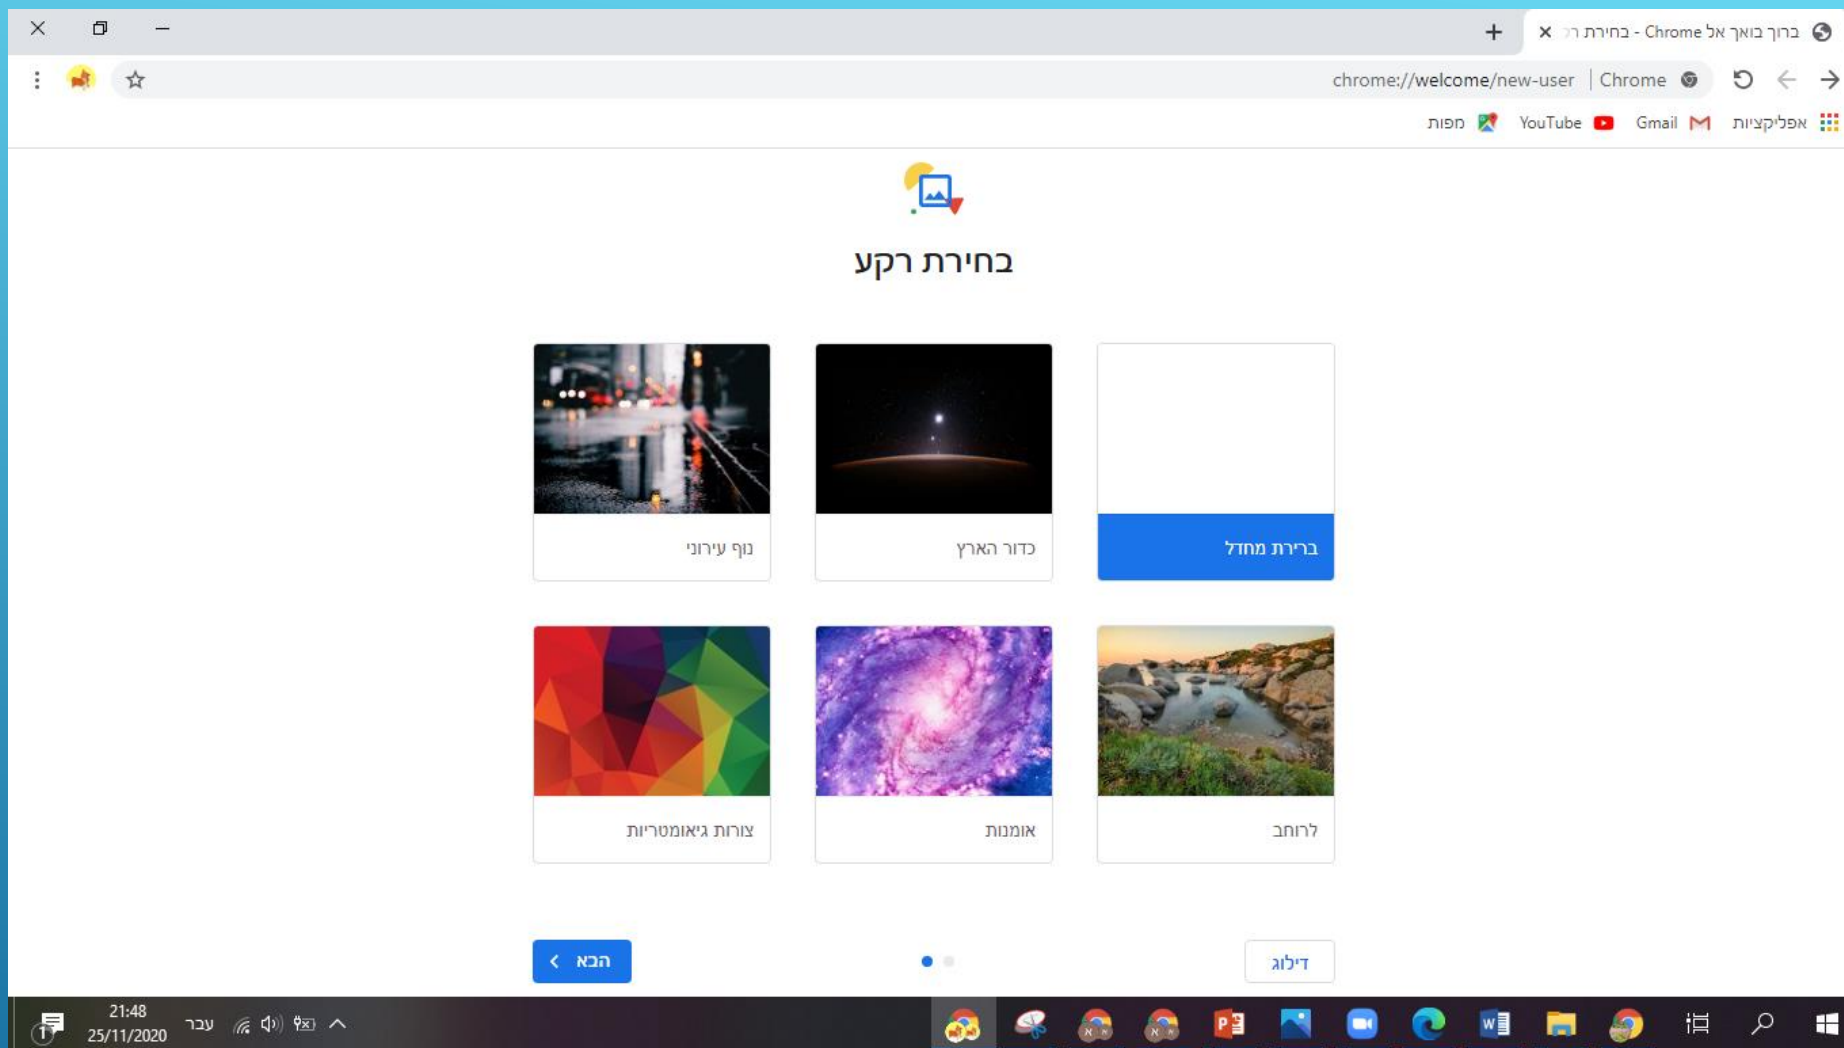 ברוך בואך אל Chrome - בחירת
chrome://welcome/new-user | Chrome
אפליקציות Gmail YouTube מפות
בחירת רקע
ברירת מחדל
כדור הארץ
נוף עירוני
לרוחב
אומנות
צורות גיאומטריות
דילוג
הבא
21:48
עבר
25/11/2020
1